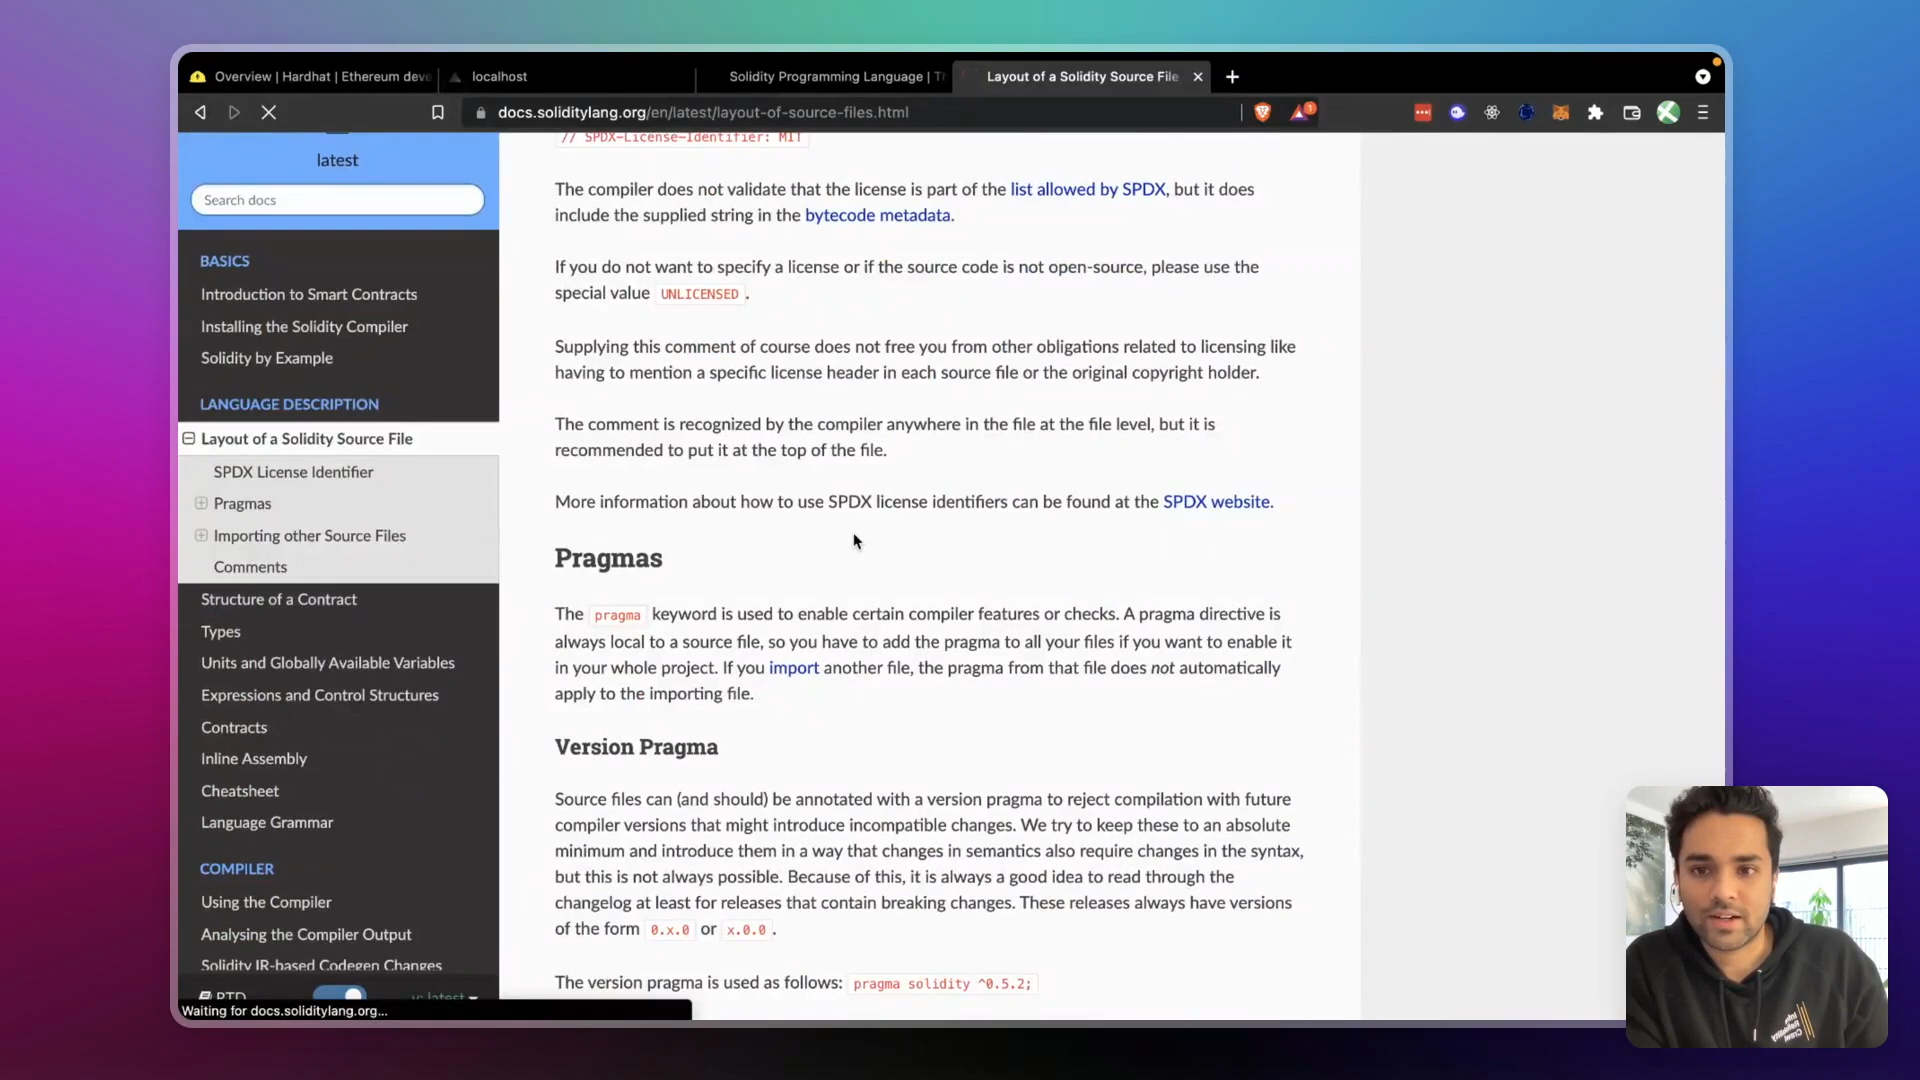 Overview | Hardhat | Ethereum deve
localhost
Solidity Programming Language | T
Layout of a Solidity Source File
docs.soliditylang.org/en/latest/layout-of-source-files.html
1
latest
Search docs
BASICS
Introduction to Smart Contracts
Installing the Solidity Compiler
Solidity by Example
LANGUAGE DESCRIPTION
Layout of a Solidity Source File
SPDX License Identifier
Pragmas
Importing other Source Files
Comments
Structure of a Contract
Types
Units and Globally Available Variables
Expressions and Control Structures
Contracts
Inline Assembly
Cheatsheet
Language Grammar
COMPILER
Using the Compiler
Analysing the Compiler Output
Solidity IR-based Codegen Changes
RTD
v: latest
Waiting for docs.soliditylang.org...
// SPDX-License-Identifier: MIT
The compiler does not validate that the license is part of the list allowed by SPDX, but it does
include the supplied string in the bytecode metadata.
If you do not want to specify a license or if the source code is not open-source, please use the
special value UNLICENSED.
Supplying this comment of course does not free you from other obligations related to licensing like
having to mention a specific license header in each source file or the original copyright holder.
The comment is recognized by the compiler anywhere in the file at the file level, but it is
recommended to put it at the top of the file.
More information about how to use SPDX license identifiers can be found at the SPDX website.
Pragmas
The pragma keyword is used to enable certain compiler features or checks. A pragma directive is
always local to a source file, so you have to add the pragma to all your files if you want to enable it
in your whole project. If you import another file, the pragma from that file does not automatically
apply to the importing file.
Version Pragma
Source files can (and should) be annotated with a version pragma to reject compilation with future
compiler versions that might introduce incompatible changes. We try to keep these to an absolute
minimum and introduce them in a way that changes in semantics also require changes in the syntax,
but this is not always possible. Because of this, it is always a good idea to read through the
changelog at least for releases that contain breaking changes. These releases always have versions
of the form 0.x.0 or x.0.0.
The version pragma is used as follows: pragma solidity ^0.5.2;